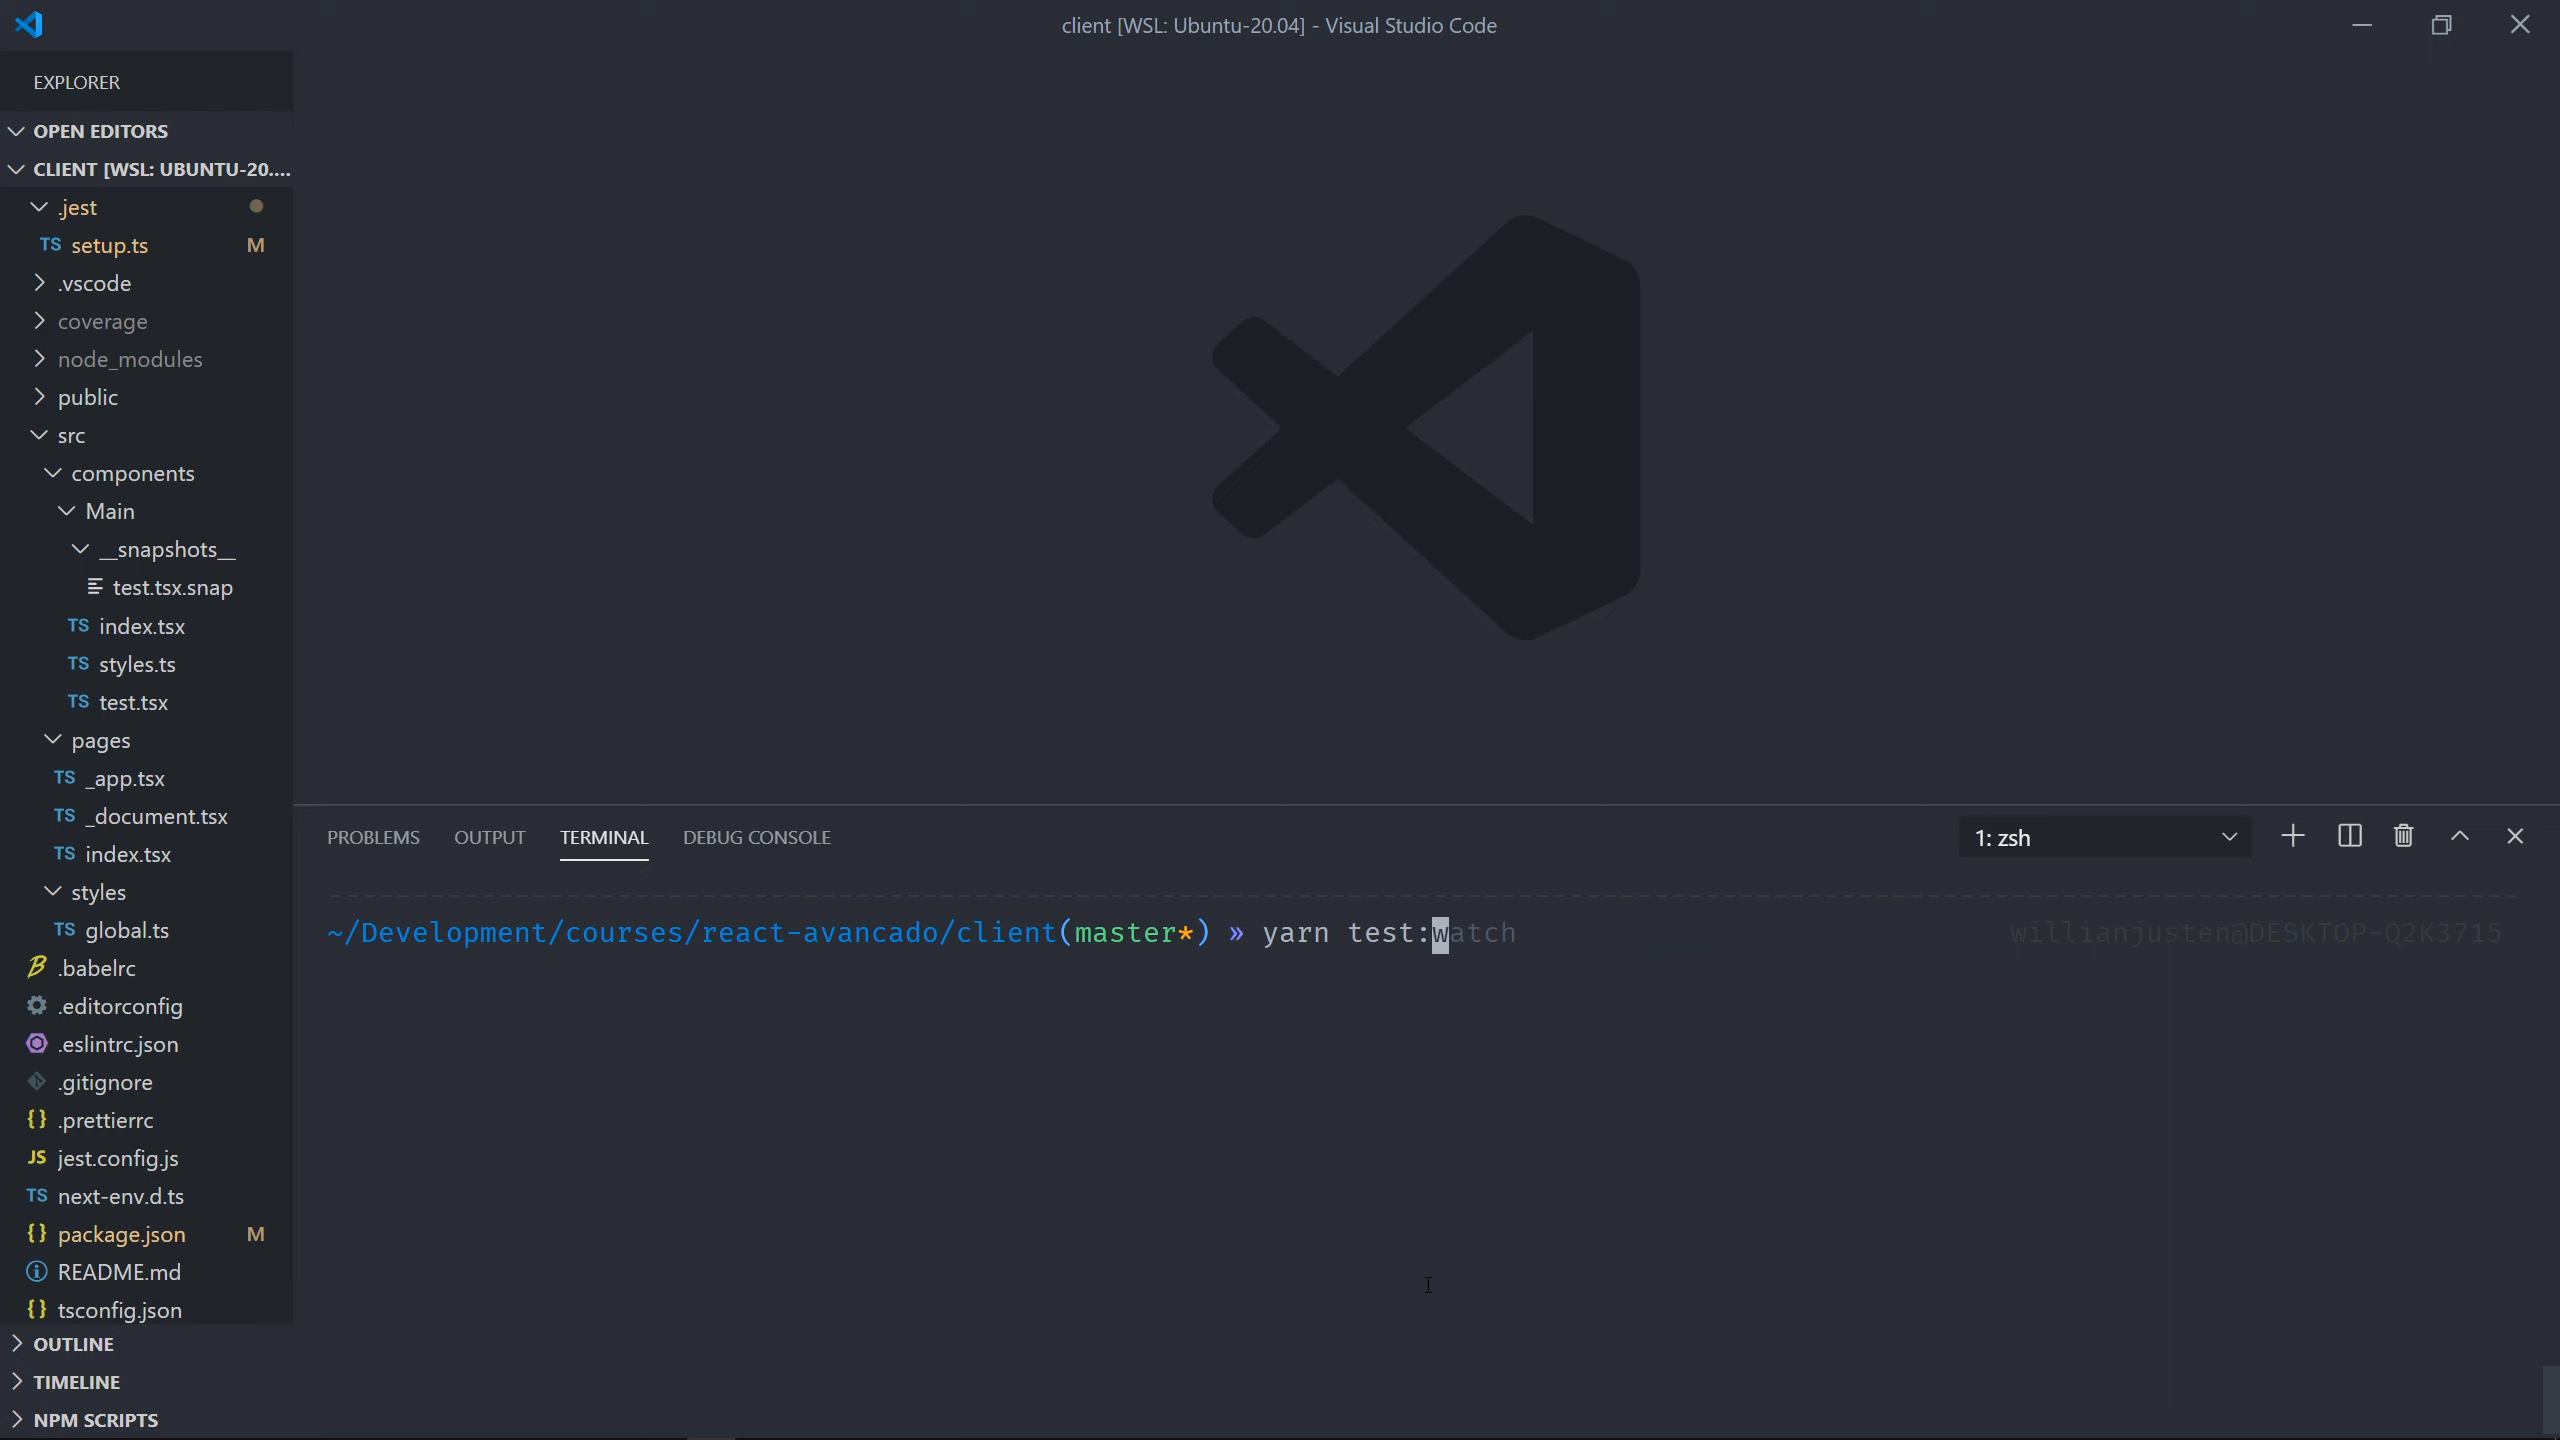 client [WSL: Ubuntu-20.04] - Visual Studio Code
EXPLORER
OPEN EDITORS
CLIENT [WSL: UBUNTU-20....
.jest
TS setup.ts M
.vscode
coverage
node_modules
public
src
components
Main
__snapshots__
test.tsx.snap
TS index.tsx
TS styles.ts
TS test.tsx
pages
TS _app.tsx
TS _document.tsx
TS index.tsx
styles
TS global.ts
.babelrc
.editorconfig
.eslintrc.json
.gitignore
{} .prettierrc
JS jest.config.js
TS next-env.d.ts
{} package.json M
README.md
{} tsconfig.json
OUTLINE
TIMELINE
NPM SCRIPTS
PROBLEMS OUTPUT TERMINAL DEBUG CONSOLE 1: zsh
~/Development/courses/react-avancado/client(master*) » yarn test:watch willianjusten@DESKTOP-Q2K3715